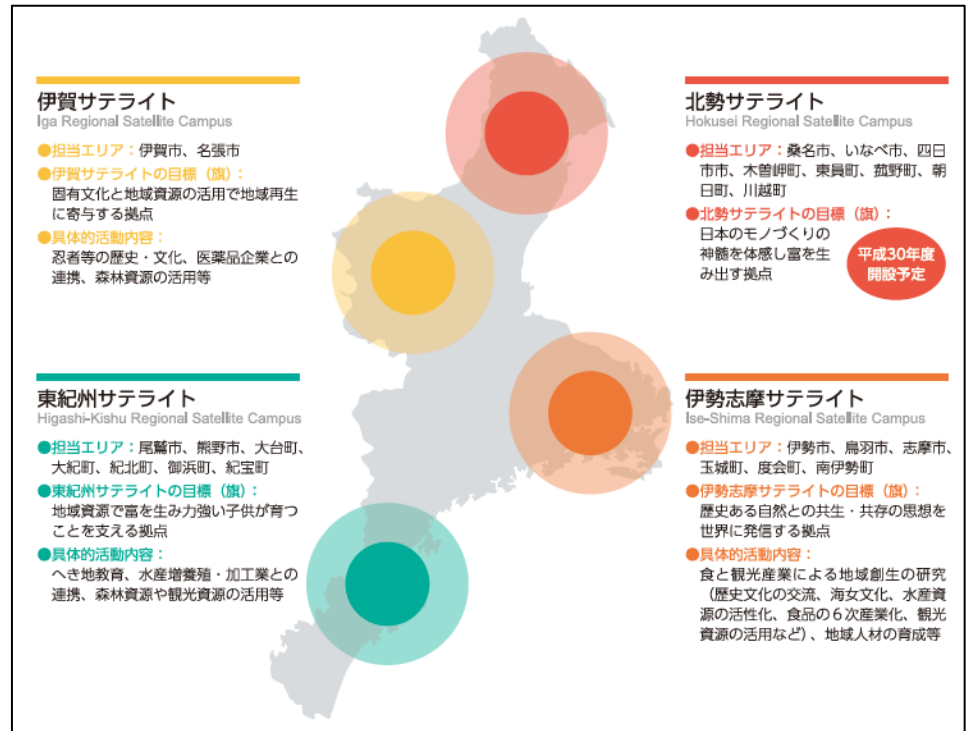 伊賀サテライト
Iga Regional Satellite Campus
●担当エリア：伊賀市、名張市
●伊賀サテライトの目標（旗）：
固有文化と地域資源の活用で地域再生
に寄与する拠点
●具体的活動内容：
忍者等の歴史・文化、医薬品企業との
連携、森林資源の活用等
北勢サテライト
Hokusei Regional Satellite Campus
●担当エリア：桑名市、いなべ市、四日
市市、木曽岬町、東員町、菰野町、朝
日町、川越町
●北勢サテライトの目標（旗）：
日本のモノづくりの
神髄を体感し富を生
み出す拠点
平成30年度
開設予定
東紀州サテライト
Higashi-Kishu Regional Satellite Campus
●担当エリア：尾鷲市、熊野市、大台町、
大紀町、紀北町、御浜町、紀宝町
●東紀州サテライトの目標（旗）：
地域資源で富を生み力強い子供が育つ
ことを支える拠点
●具体的活動内容：
へき地教育、水産増養殖・加工業との
連携、森林資源や観光資源の活用等
伊勢志摩サテライト
Ise-Shima Regional Satellite Campus
●担当エリア：伊勢市、鳥羽市、志摩市、
玉城町、度会町、南伊勢町
●伊勢志摩サテライトの目標（旗）：
歴史ある自然との共生・共存の思想を
世界に発信する拠点
●具体的活動内容：
食と観光産業による地域創生の研究
（歴史文化の交流、海女文化、水産資
源の活性化、食品の６次産業化、観光
資源の活用など）、地域人材の育成等